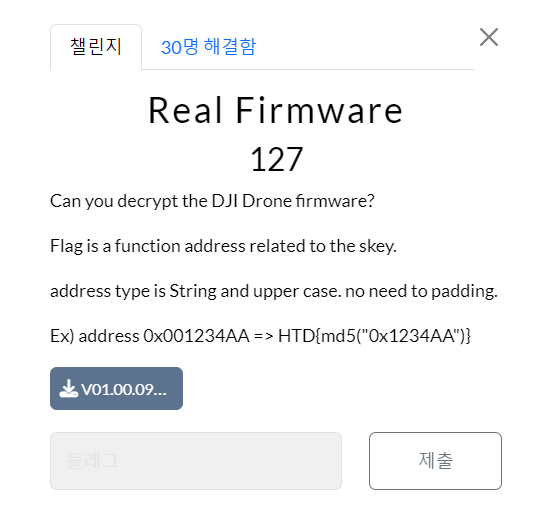 챌린지 30명 해결함
Real Firmware
127
Can you decrypt the DJI Drone firmware?
Flag is a function address related to the skey.
address type is String and upper case. no need to padding.
Ex) address 0x001234AA => HTD{md5("0x1234AA")}
V01.00.09...
플래그 제출